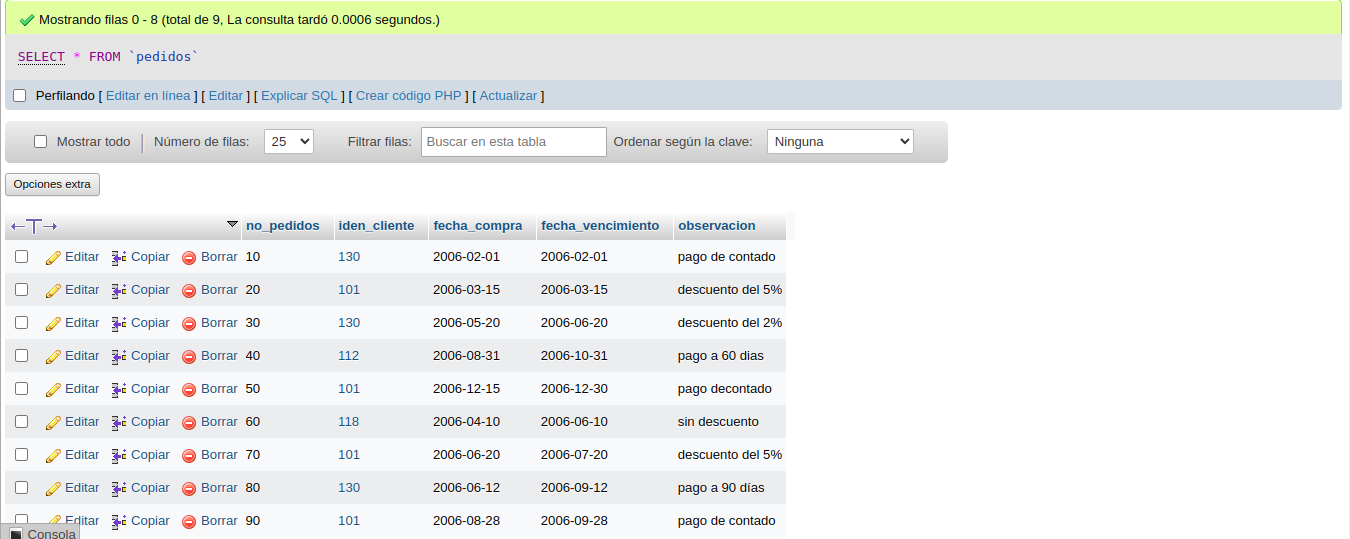 Mostrando filas 0 - 8 (total de 9, La consulta tardó 0.0006 segundos.)
SELECT * FROM `pedidos`
Perfilando [ Editar en línea ] [ Editar ] [ Explicar SQL ] [ Crear código PHP ] [ Actualizar ]
Mostrar todo | Número de filas: 25 Filtrar filas: Buscar en esta tabla Ordenar según la clave: Ninguna
Opciones extra
←T→ no_pedidos iden_cliente fecha_compra fecha_vencimiento observacion
Editar Copiar Borrar 10 130 2006-02-01 2006-02-01 pago de contado
Editar Copiar Borrar 20 101 2006-03-15 2006-03-15 descuento del 5%
Editar Copiar Borrar 30 130 2006-05-20 2006-06-20 descuento del 2%
Editar Copiar Borrar 40 112 2006-08-31 2006-10-31 pago a 60 dias
Editar Copiar Borrar 50 101 2006-12-15 2006-12-30 pago decontado
Editar Copiar Borrar 60 118 2006-04-10 2006-06-10 sin descuento
Editar Copiar Borrar 70 101 2006-06-20 2006-07-20 descuento del 5%
Editar Copiar Borrar 80 130 2006-06-12 2006-09-12 pago a 90 días
Editar Copiar Borrar 90 101 2006-08-28 2006-09-28 pago de contado
Consola